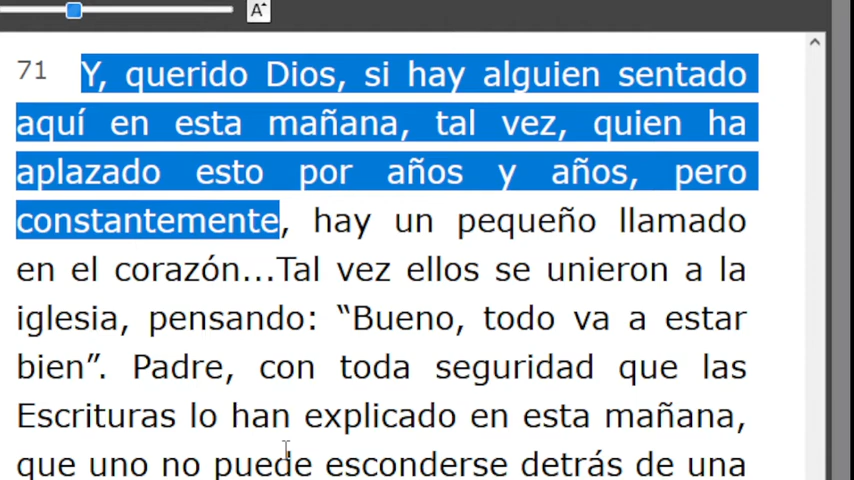 A
71 Y, querido Dios, si hay alguien sentado
aquí en esta mañana, tal vez, quien ha
aplazado esto por años y años, pero
constantemente, hay un pequeño llamado
en el corazón...Tal vez ellos se unieron a la
iglesia, pensando: “Bueno, todo va a estar
bien”. Padre, con toda seguridad que las
Escrituras lo han explicado en esta mañana,
que uno no puede esconderse detrás de una